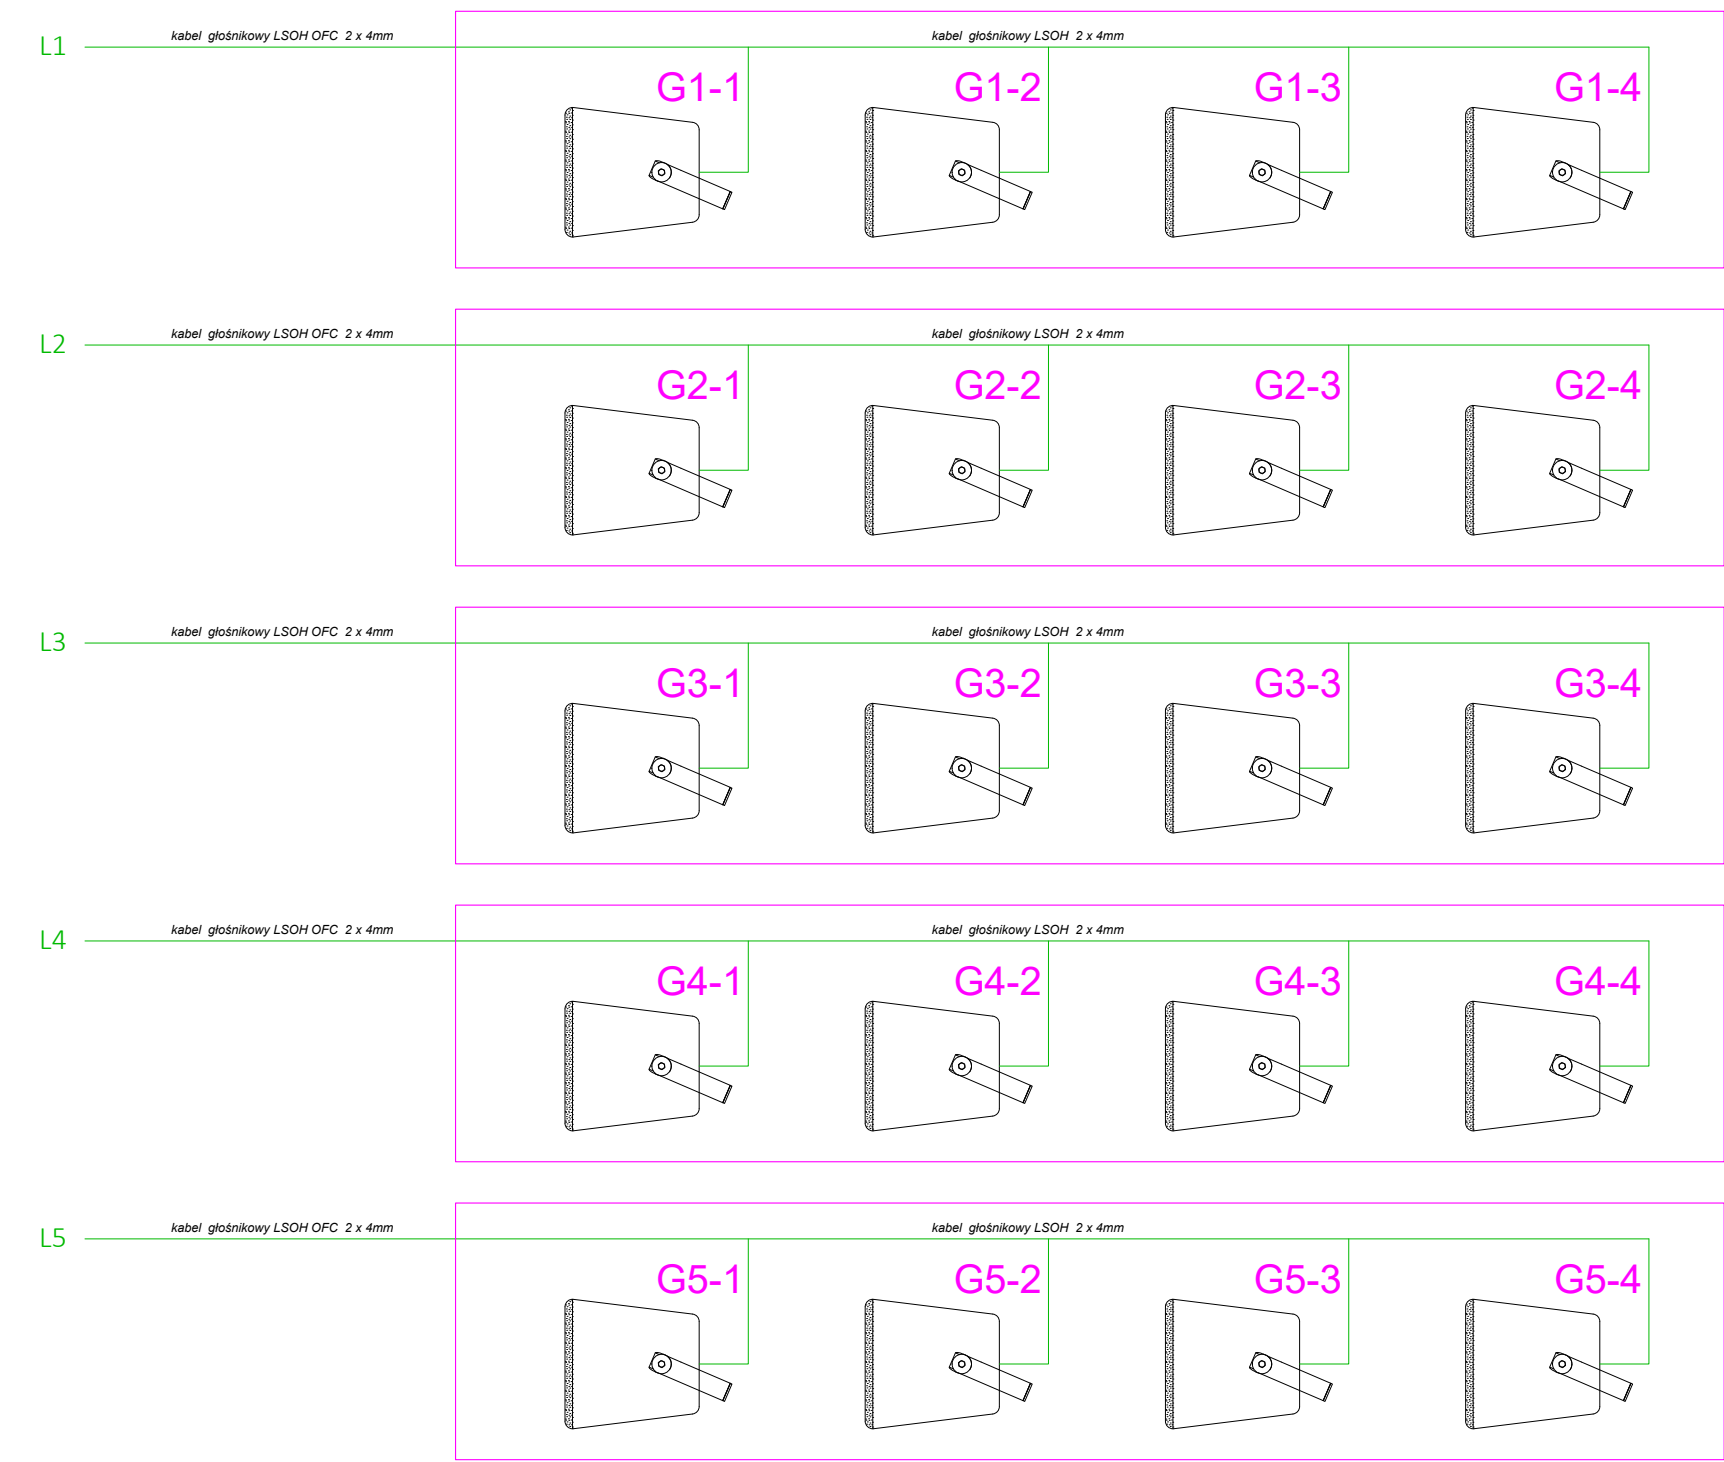 kabel głośnikowy LSOH OFC 2 x 4mm
kabel głośnikowy LSOH 2 x 4mm
L1
G1-1
G1-2
G1-3
G1-4
kabel głośnikowy LSOH OFC 2 x 4mm
kabel głośnikowy LSOH 2 x 4mm
L2
G2-1
G2-2
G2-3
G2-4
kabel głośnikowy LSOH OFC 2 x 4mm
kabel głośnikowy LSOH 2 x 4mm
L3
G3-1
G3-2
G3-3
G3-4
kabel głośnikowy LSOH OFC 2 x 4mm
kabel głośnikowy LSOH 2 x 4mm
L4
G4-1
G4-2
G4-3
G4-4
kabel głośnikowy LSOH OFC 2 x 4mm
kabel głośnikowy LSOH 2 x 4mm
L5
G5-1
G5-2
G5-3
G5-4